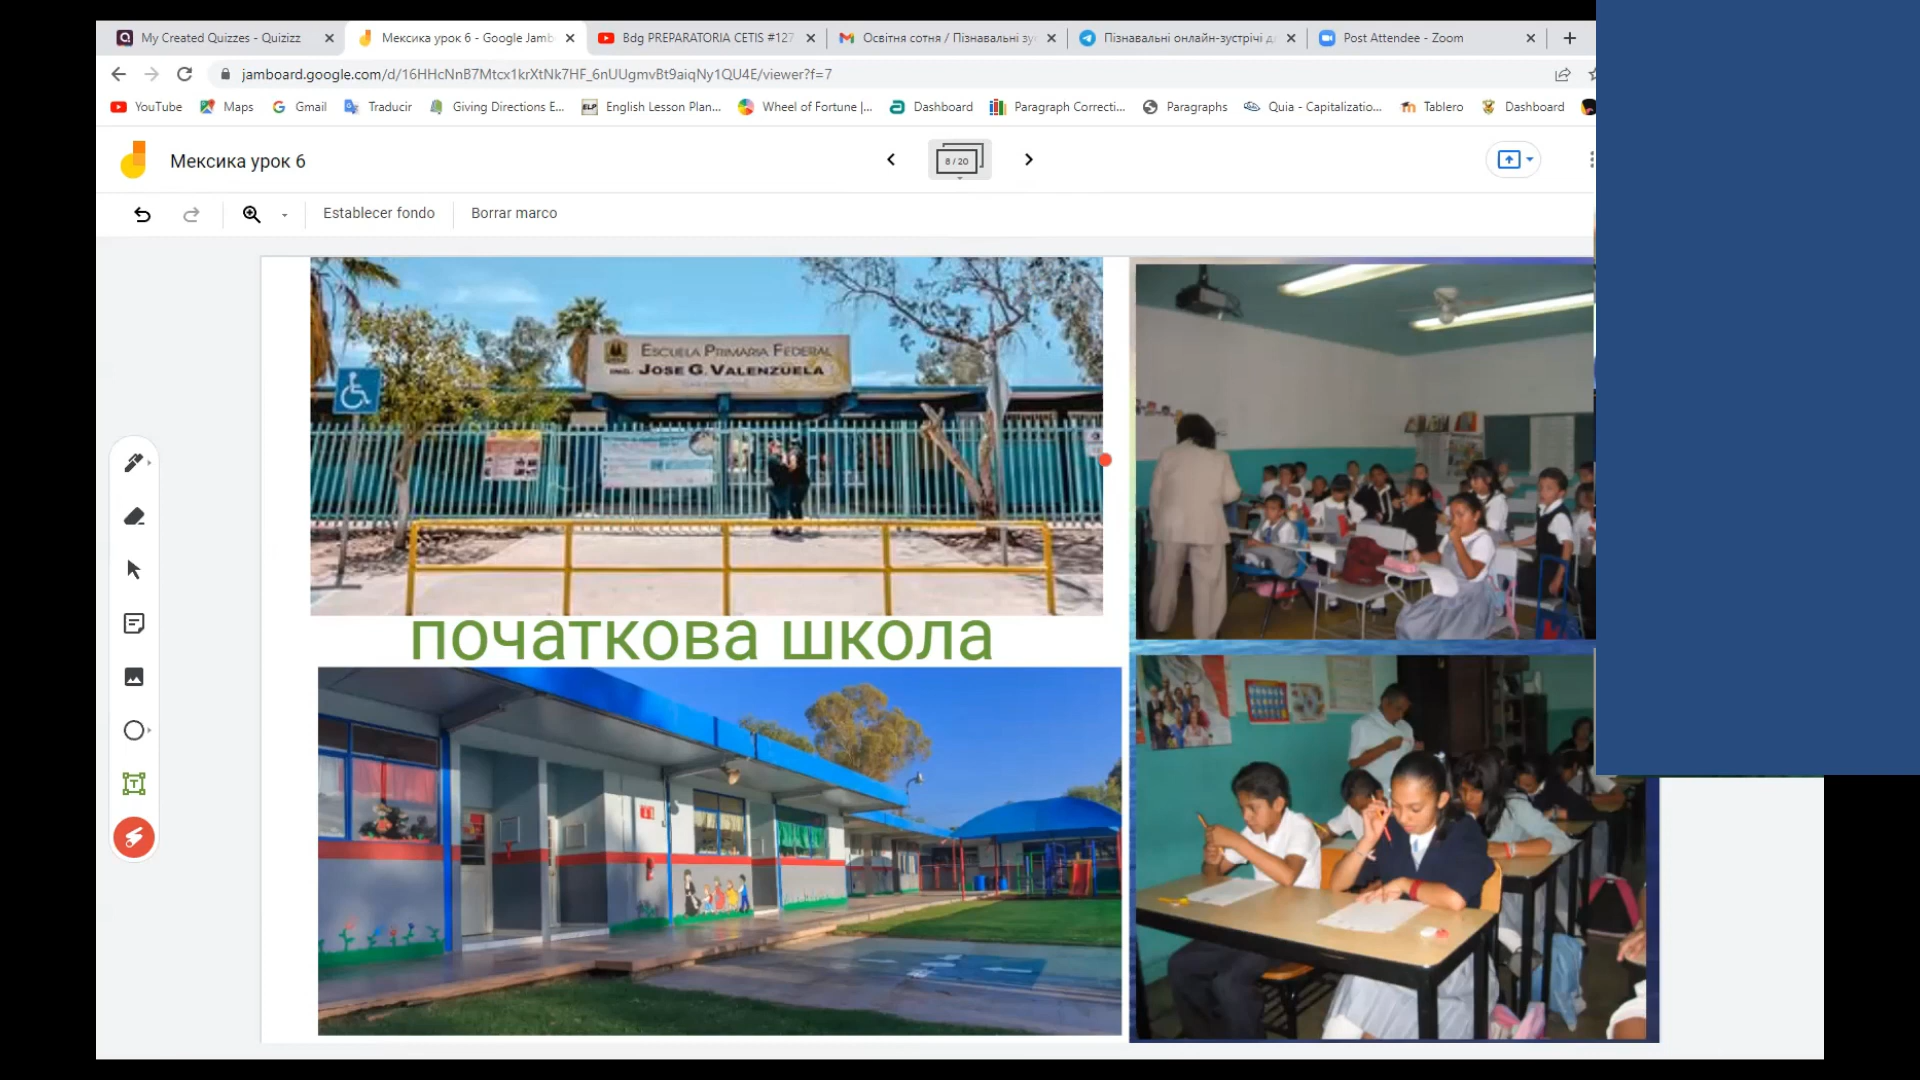 My Created Quizzes - Quizizz
Мексика урок 6 - Google Jamb
Bdg PREPARATORIA CETIS #127
Освітня сотня / Пізнавальні зу
Пізнавальні онлайн-зустрічі д
Post Attendee - Zoom
jamboard.google.com/d/16HHcNnB7Mtcx1krXtNk7HF_6nUUgmvBt9aiqNy1QU4E/viewer?f=7
YouTube
Maps
Gmail
Traducir
Giving Directions E...
ELP
English Lesson Plan...
Wheel of Fortune |...
Dashboard
Paragraph Correcti...
Paragraphs
Quia - Capitalizatio...
Tablero
Dashboard
Мексика урок 6
8 / 20
Establecer fondo
Borrar marco
ESCUELA PRIMARIA FEDERAL
ING. JOSE G. VALENZUELA
початкова школа